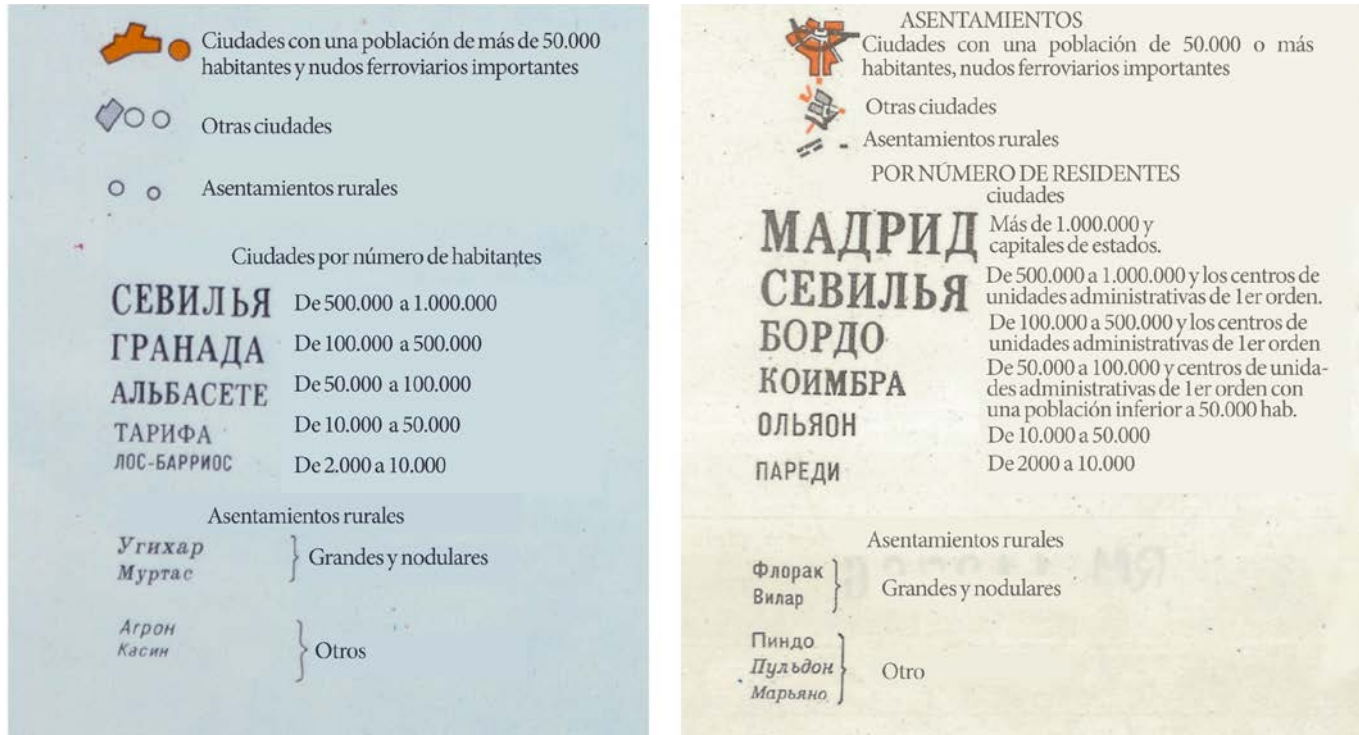 Ciudades con una población de más de 50.000
habitantes y nudos ferroviarios importantes
Otras ciudades
Asentamientos rurales
Ciudades por número de habitantes
СЕВИЛЬЯ De 500.000 a 1.000.000
ГРАНАДА De 100.000 a 500.000
АЛЬБАСЕТЕ De 50.000 a 100.000
ТАРИФА De 10.000 a 50.000
ЛОС-БАРРИОС De 2.000 a 10.000
Asentamientos rurales
Угихар
Муртас
Grandes y nodulares
Агрон
Касин
Otros
ASENTAMIENTOS
Ciudades con una población de 50.000 o más
habitantes, nudos ferroviarios importantes
Otras ciudades
Asentamientos rurales
POR NÚMERO DE RESIDENTES
ciudades
МАДРИД Más de 1.000.000 y
capitales de estados.
СЕВИЛЬЯ De 500.000 a 1.000.000 y los centros de
unidades administrativas de 1er orden.
БОРДО De 100.000 a 500.000 y los centros de
unidades administrativas de 1er orden
КОИМБРА De 50.000 a 100.000 y centros de unida-
des administrativas de 1er orden con
una población inferior a 50.000 hab.
ОЛЬЯОН De 10.000 a 50.000
ПАРЕДИ De 2000 a 10.000
Asentamientos rurales
Флорак
Вилар
Grandes y nodulares
Пиндо
Пульдон
Марьяно
Otro